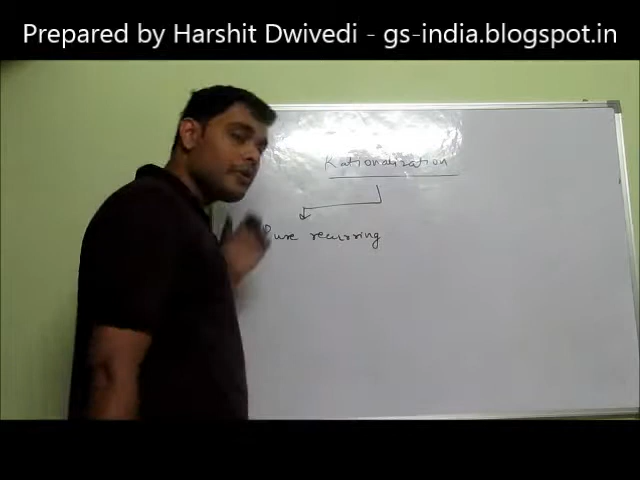 Prepared by Harshit Dwivedi - gs-india.blogspot.in
Rationalization
Pure recurring